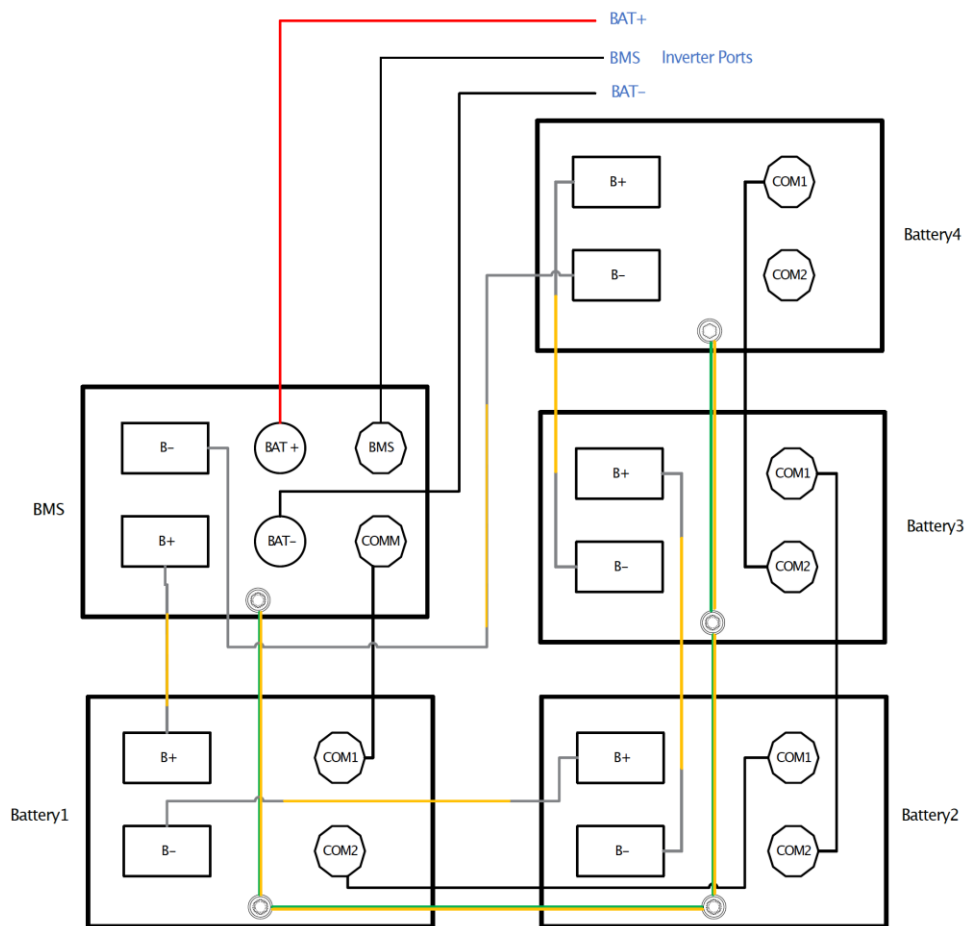 BAT+
BMS Inverter Ports
BAT-
B+
COM1
Battery4
B-
COM2
B-
BAT +
BMS
BMS
B+
BAT-
COMM
B+
COM1
Battery3
B-
COM2
B+
COM1
Battery1
B-
COM2
B+
COM1
Battery2
B-
COM2